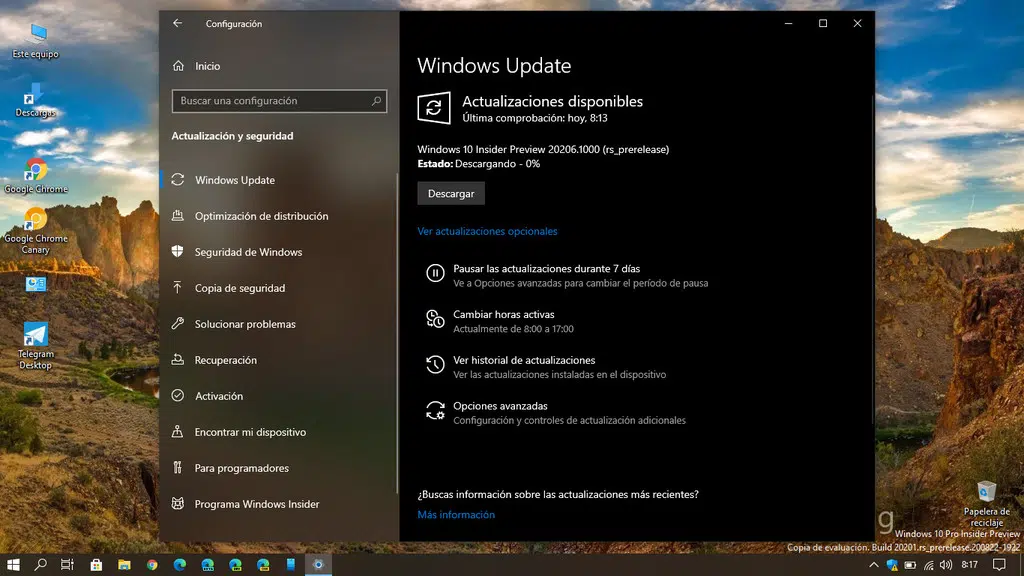 Este equipo
Descargas
Google Chrome
Google Chrome
Canary
Telegram
Desktop
Configuración
Inicio
Buscar una configuración
Actualización y seguridad
Windows Update
Optimización de distribución
Seguridad de Windows
Copia de seguridad
Solucionar problemas
Recuperación
Activación
Encontrar mi dispositivo
Para programadores
Programa Windows Insider
Windows Update
Actualizaciones disponibles
Última comprobación: hoy, 8:13
Windows 10 Insider Preview 20206.1000 (rs_prerelease)
Estado: Descargando - 0%
Descargar
Ver actualizaciones opcionales
Pausar las actualizaciones durante 7 días
Ve a Opciones avanzadas para cambiar el período de pausa
Cambiar horas activas
Actualmente de 8:00 a 17:00
Ver historial de actualizaciones
Ver las actualizaciones instaladas en el dispositivo
Opciones avanzadas
Configuración y controles de actualización adicionales
¿Buscas información sobre las actualizaciones más recientes?
Más información
Papelera de
reciclaje
g
Windows 10 Pro Insider Preview
Copia de evaluación. Build 20201.rs_prerelease.200822-1922
8:17